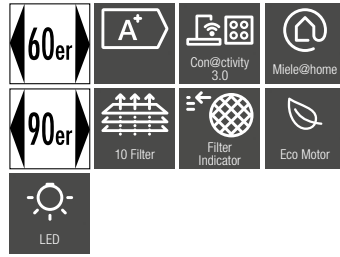 60er
A+
Con@ctivity
3.0
Miele@home
90er
10 Filter
Filter
Indicator
Eco Motor
LED